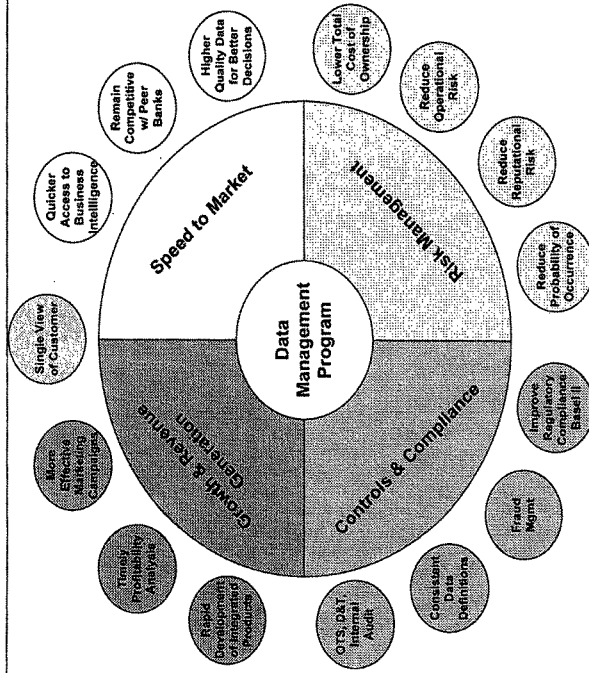 Single View
of Customer
Quicker
Access to
Business
Intellligence
Remain
Competitive
w/ Peer
Banks
Higher
Quality Data
for Better
Decisions
Lower Total
Cost of
Ownership
Reduce
Operational
Risk
Reduce
Reputational
Risk
Reduce
Probability of
Occurrence
Improve
Regulatory
Compliance
Basel II
Fraud
Mgmt
Consistent
Data
Definitions
OTS, D&T,
Internal
Audit
Rapid
Development
of Integrated
Products
Timely
Profitability
Analysis
More
Effective
Marketing
Campaigns
Growth & Revenue
Generation
Speed to Market
Risk Management
Controls & Compliance
Data
Management
Program